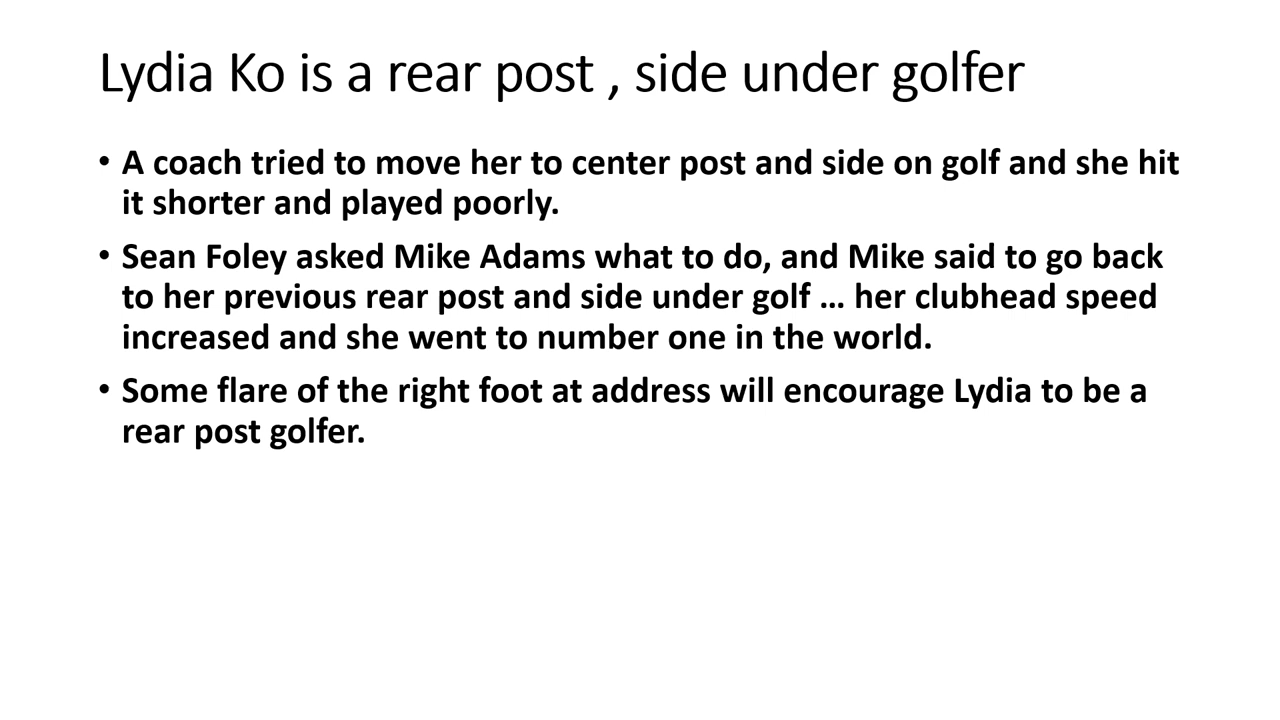 Lydia Ko is a rear post , side under golfer
• A coach tried to move her to center post and side on golf and she hit
it shorter and played poorly.
• Sean Foley asked Mike Adams what to do, and Mike said to go back
to her previous rear post and side under golf … her clubhead speed
increased and she went to number one in the world.
• Some flare of the right foot at address will encourage Lydia to be a
rear post golfer.